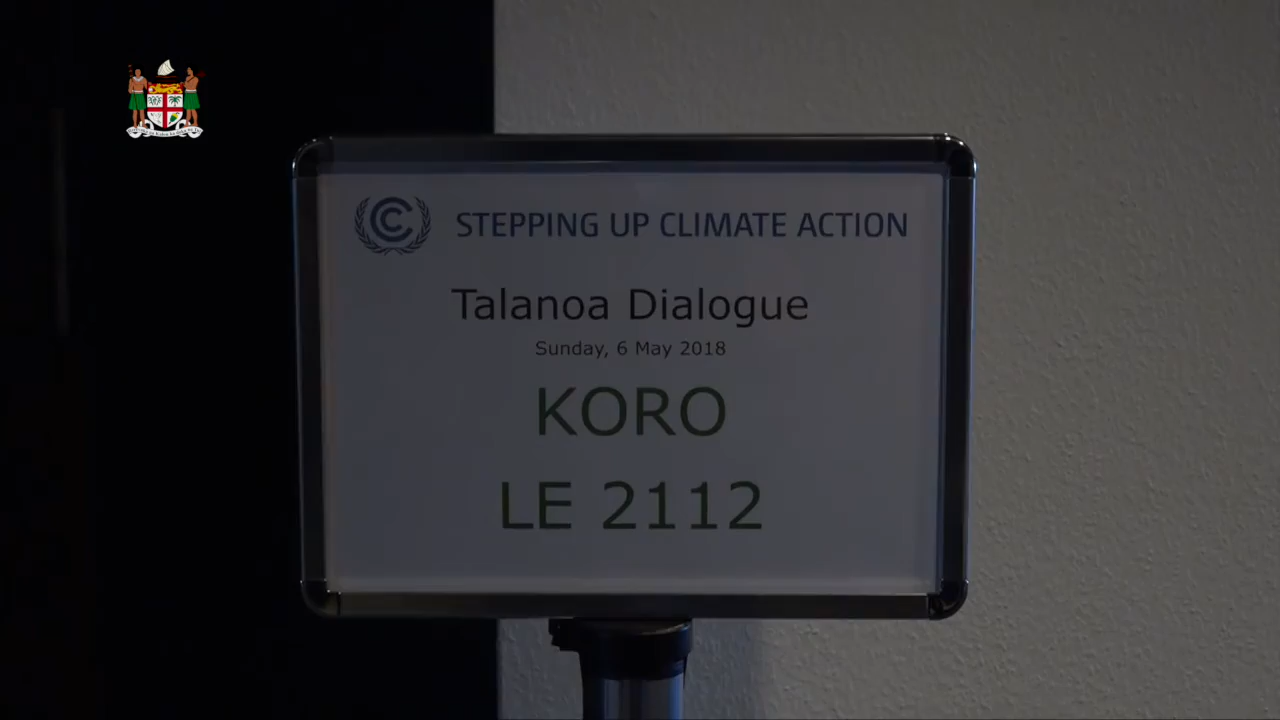 STEPPING UP CLIMATE ACTION
Talanoa Dialogue
Sunday, 6 May 2018
KORO
LE 2112